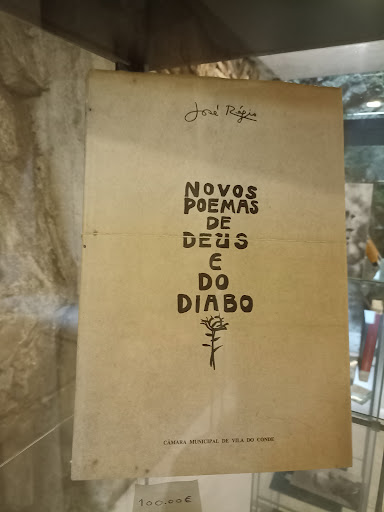 José Régio
NOVOS
POEMAS
DE
DEUS
E
DO
DIABO
CÂMARA MUNICIPAL DE VILA DO CONDE
100.00€